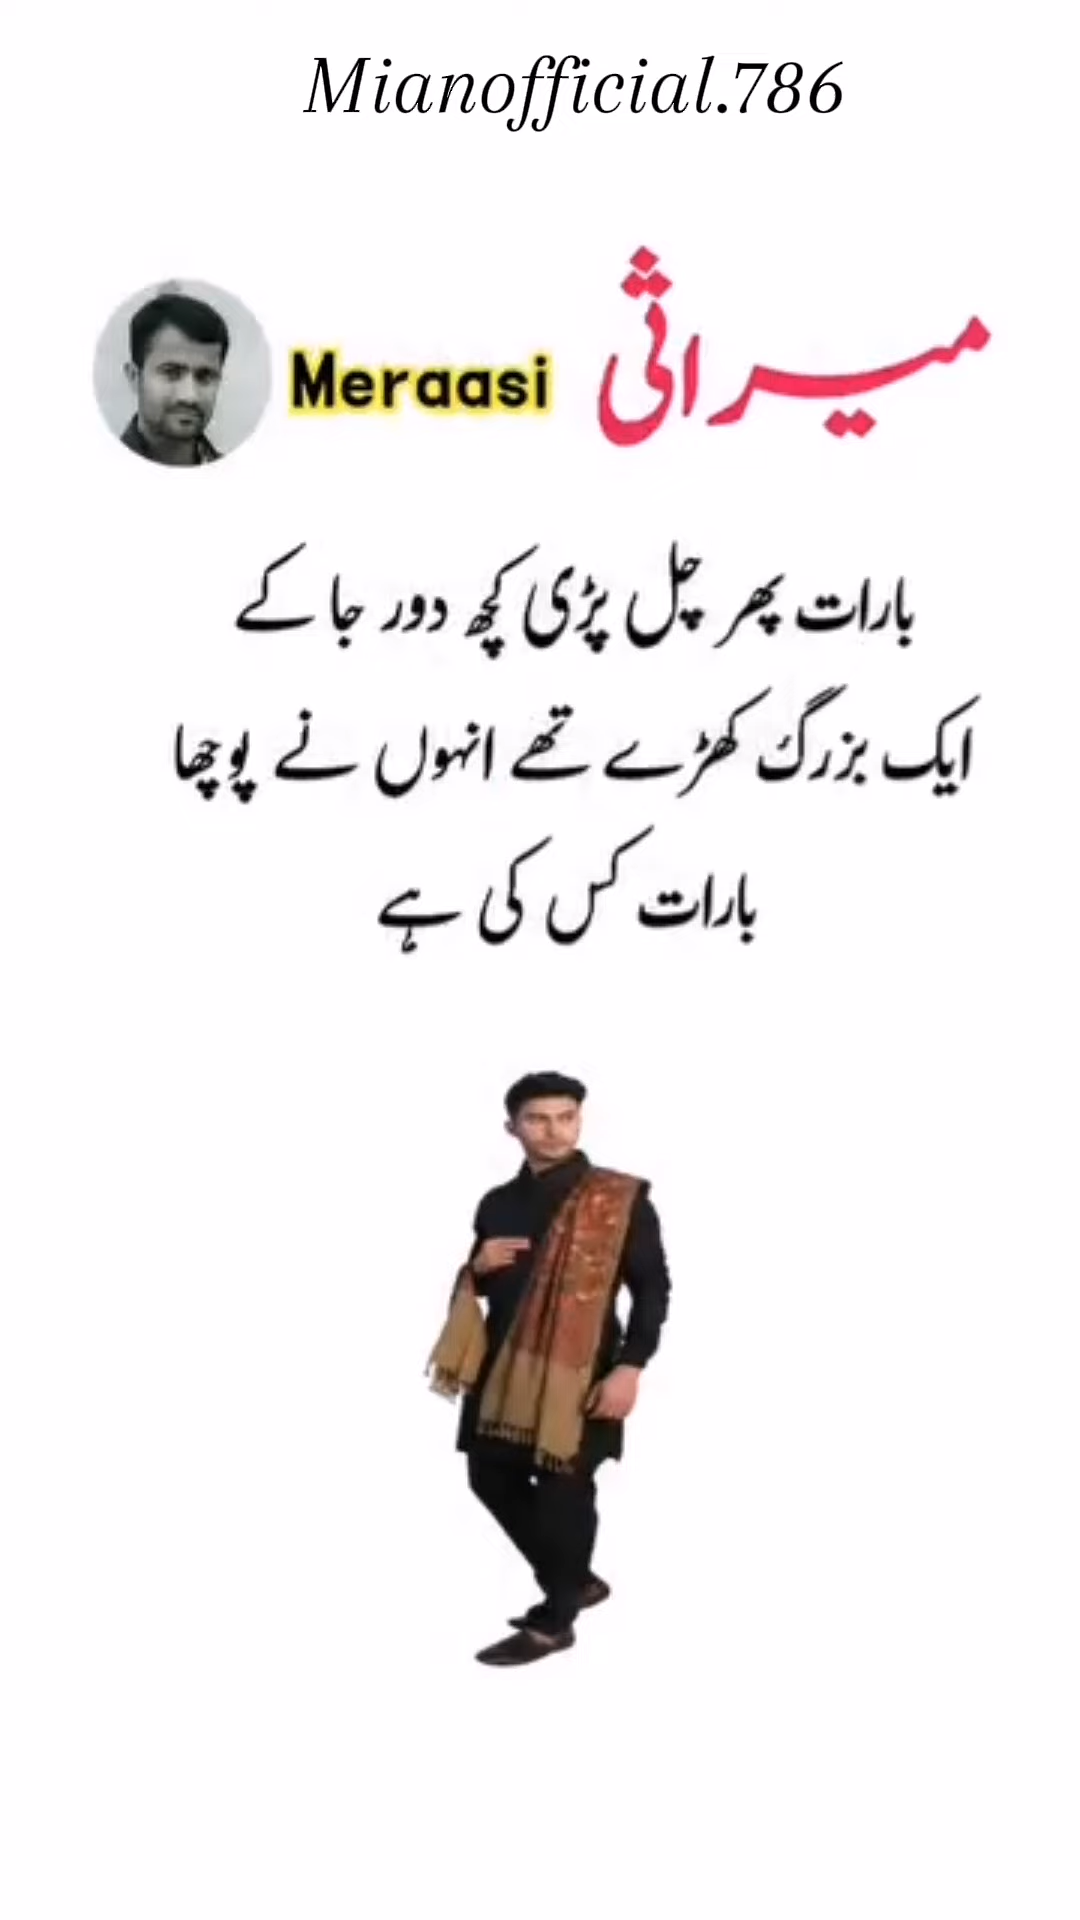 Mianofficial.786
Meraasi میراثی
بارات پھر چل پڑی کچھ دور جا کے
ایک بزرگ کھڑے تھے انہوں نے پوچھا
بارات کس کی ہے